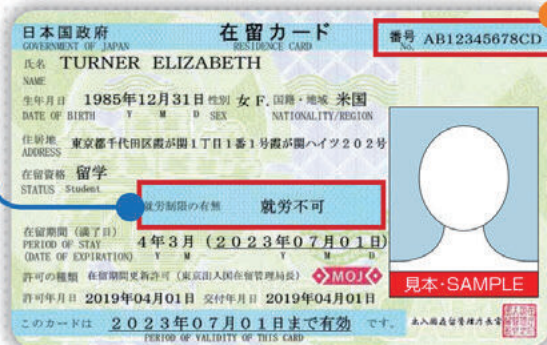 日本国政府 在留カード 番号 AB12345678CD
GOVERNMENT OF JAPAN RESIDENCE CARD No.
氏名 TURNER ELIZABETH
NAME
生年月日 1985年12月31日 性別 女 F. 国籍・地域 米国
DATE OF BIRTH Y M D SEX NATIONALITY/REGION
住居地 東京都千代田区霞が関1丁目1番1号霞が関ハイツ202号
ADDRESS
在留資格 留学
STATUS Student
就労制限の有無 就労不可
在留期間(満了日) 4年3月(2023年07月01日)
PERIOD OF STAY
(DATE OF EXPIRATION) Y M Y M D
許可の種類 在留期間更新許可(東京出入国在留管理局長) MOJ
見本・SAMPLE
許可年月日 2019年04月01日 交付年月日 2019年04月01日
このカードは 2023年07月01日まで有効 です。 出入国在留管理庁長官
PERIOD OF VALIDITY OF THIS CARD